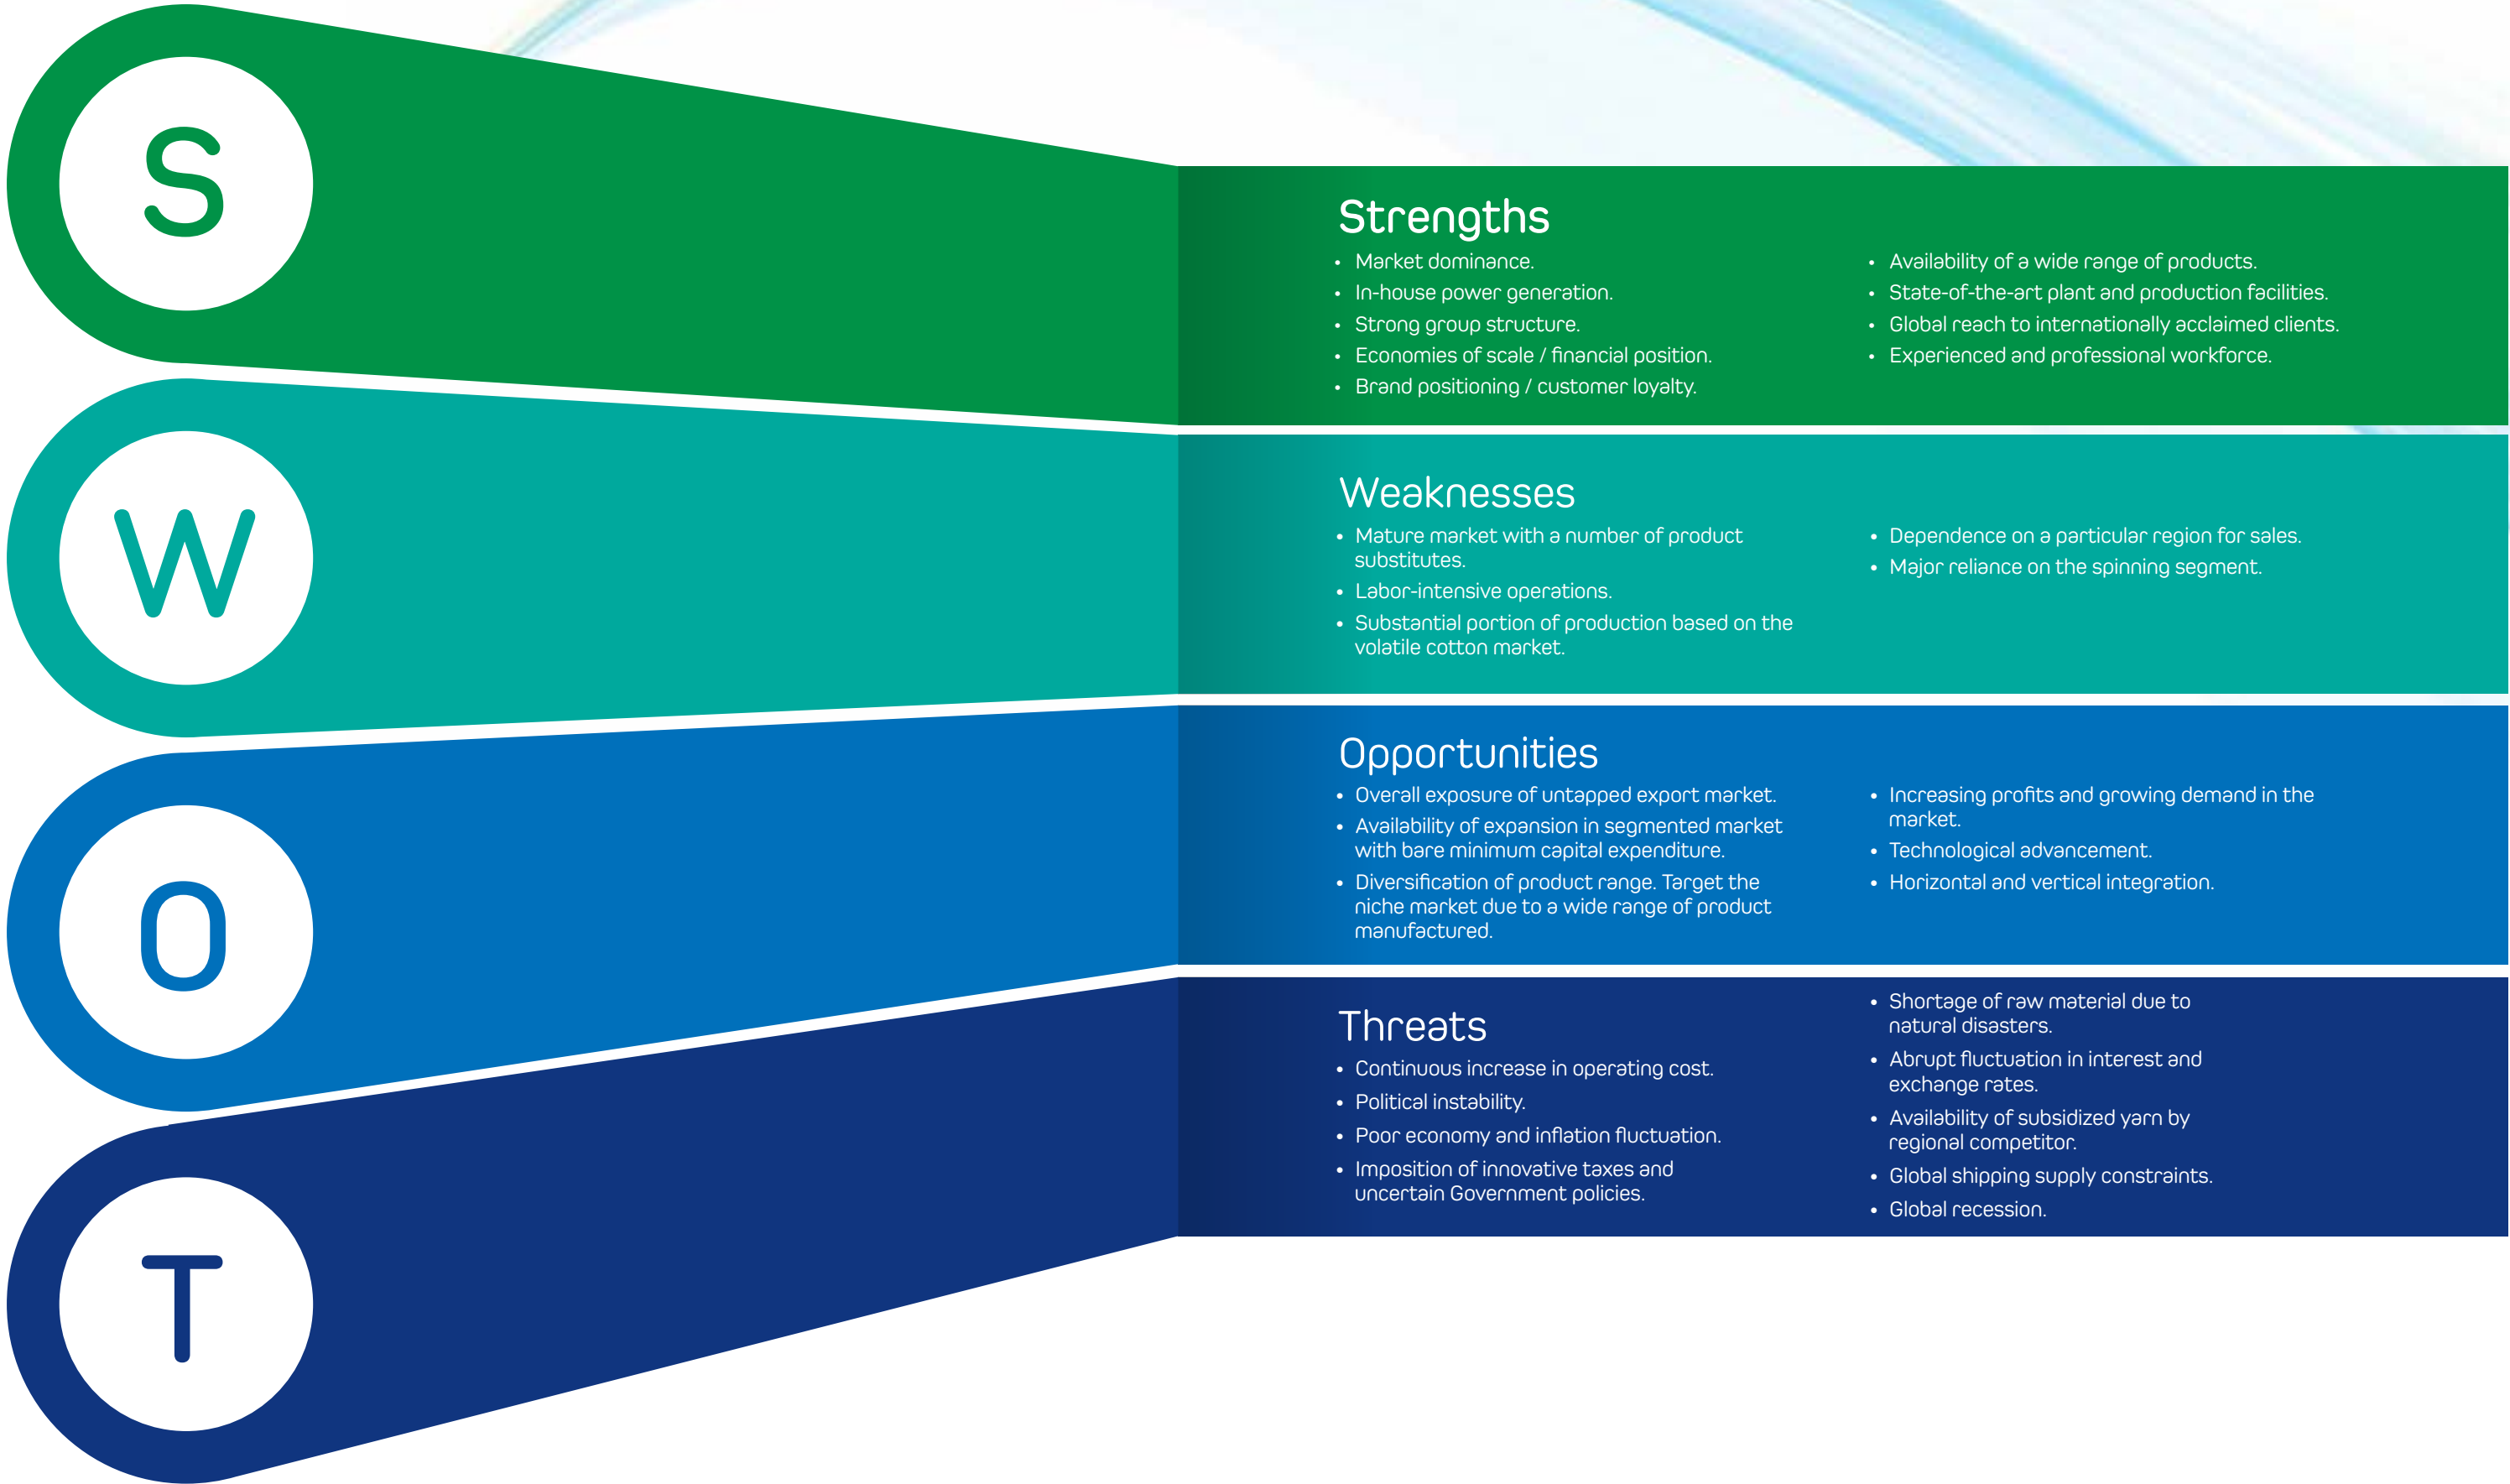 S
Strengths
• Market dominance.
• In-house power generation.
• Strong group structure.
• Economies of scale / financial position.
• Brand positioning / customer loyalty.
• Availability of a wide range of products.
• State-of-the-art plant and production facilities.
• Global reach to internationally acclaimed clients.
• Experienced and professional workforce.
W
Weaknesses
• Mature market with a number of product
substitutes.
• Labor-intensive operations.
• Substantial portion of production based on the
volatile cotton market.
• Dependence on a particular region for sales.
• Major reliance on the spinning segment.
O
Opportunities
• Overall exposure of untapped export market.
• Availability of expansion in segmented market
with bare minimum capital expenditure.
• Diversification of product range. Target the
niche market due to a wide range of product
manufactured.
• Increasing profits and growing demand in the
market.
• Technological advancement.
• Horizontal and vertical integration.
T
Threats
• Continuous increase in operating cost.
• Political instability.
• Poor economy and inflation fluctuation.
• Imposition of innovative taxes and
uncertain Government policies.
• Shortage of raw material due to
natural disasters.
• Abrupt fluctuation in interest and
exchange rates.
• Availability of subsidized yarn by
regional competitor.
• Global shipping supply constraints.
• Global recession.